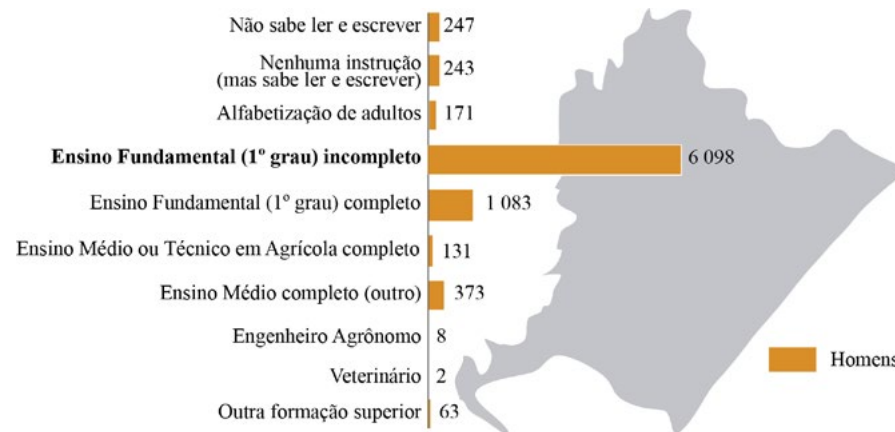 Não sabe ler e escrever 247
Nenhuma instrução
(mas sabe ler e escrever) 243
Alfabetização de adultos 171
Ensino Fundamental (1º grau) incompleto 6 098
Ensino Fundamental (1º grau) completo 1 083
Ensino Médio ou Técnico em Agrícola completo 131
Ensino Médio completo (outro) 373
Engenheiro Agrônomo 8
Veterinário 2
Outra formação superior 63
Homens